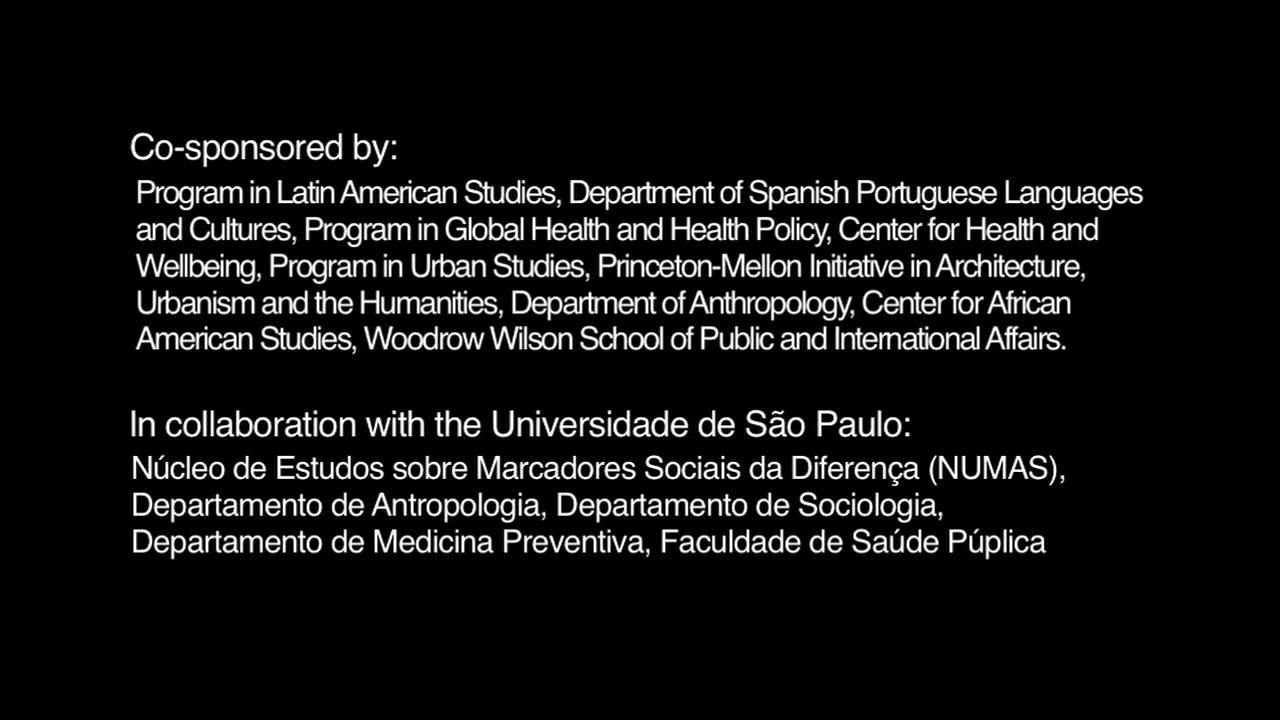 Co-sponsored by:
Program in Latin American Studies, Department of Spanish Portuguese Languages
and Cultures, Program in Global Health and Health Policy, Center for Health and
Wellbeing, Program in Urban Studies, Princeton-Mellon Initiative in Architecture,
Urbanism and the Humanities, Department of Anthropology, Center for African
American Studies, Woodrow Wilson School of Public and International Affairs.
In collaboration with the Universidade de São Paulo:
Núcleo de Estudos sobre Marcadores Sociais da Diferença (NUMAS),
Departamento de Antropologia, Departamento de Sociologia,
Departamento de Medicina Preventiva, Faculdade de Saúde Púplica